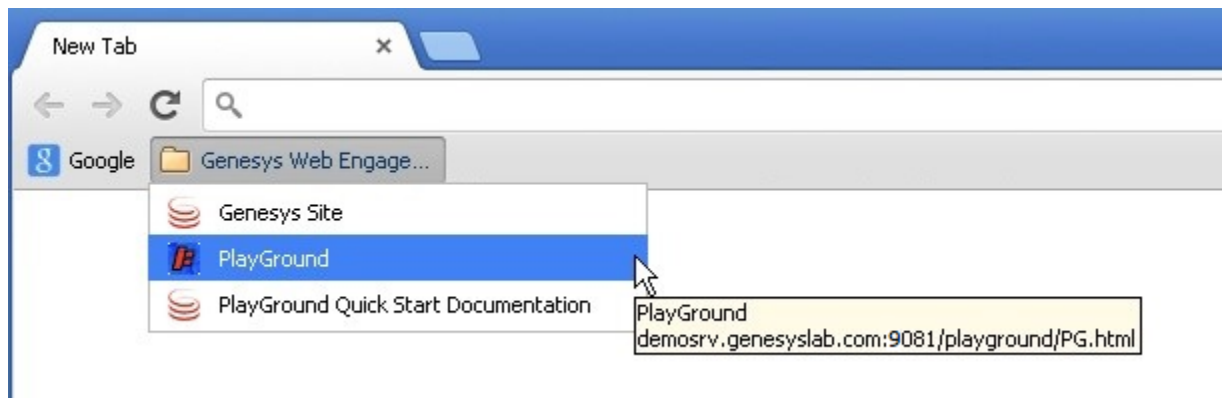 New Tab
Google
Genesys Web Engage...
Genesys Site
PlayGround
PlayGround Quick Start Documentation
PlayGround
demosrv.genesyslab.com:9081/playground/PG.html